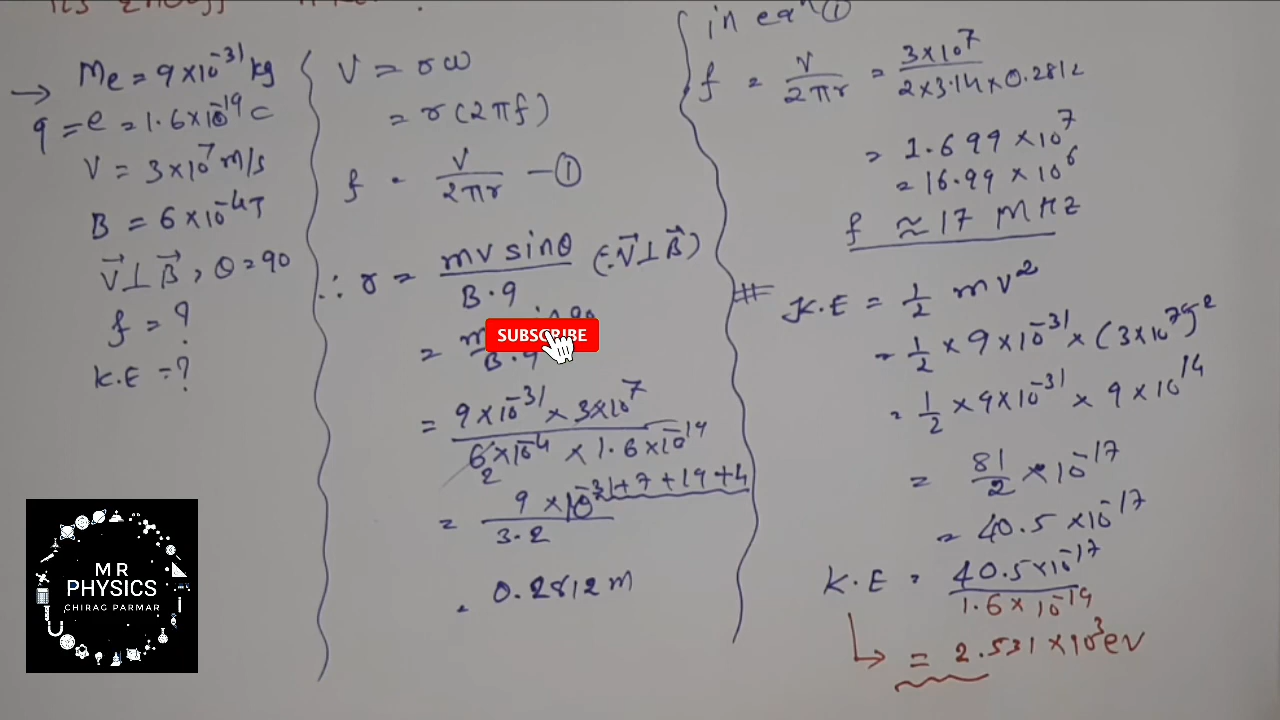 its energy
→ Me = 9×10⁻³¹ kg
q = e = 1.6×10⁻¹⁹ C
V = 3×10⁷ m/s
B = 6×10⁻⁴ T
V⃗ ⊥ B⃗, θ = 90
f = ?
K.E = ?
V = rω
= r(2πf)
f = V/2πr — ①
∴ r = mv sinθ / B·q (∵ V⃗ ⊥ B⃗)
= m / B·q
= 9×10⁻³¹ × 3×10⁷ / 6×10⁻⁴ × 1.6×10⁻¹⁹
2
= 9×10⁻³¹⁺⁷⁺¹⁹⁺⁴ / 3.2
= 0.2812 m
in eqⁿ ①
f = V/2πr = 3×10⁷ / 2×3.14×0.2812
= 1.699 × 10⁷
= 16.99 × 10⁶
f ≈ 17 MHz
# K.E = 1/2 mv²
= 1/2 × 9×10⁻³¹ × (3×10⁷)²
= 1/2 × 9×10⁻³¹ × 9×10¹⁴
= 81/2 × 10⁻¹⁷
= 40.5 × 10⁻¹⁷
K.E = 40.5×10⁻¹⁷ / 1.6×10⁻¹⁹
↳ = 2.531 × 10³ eV
SUBSCRIBE
MR
PHYSICS
CHIRAG PARMAR